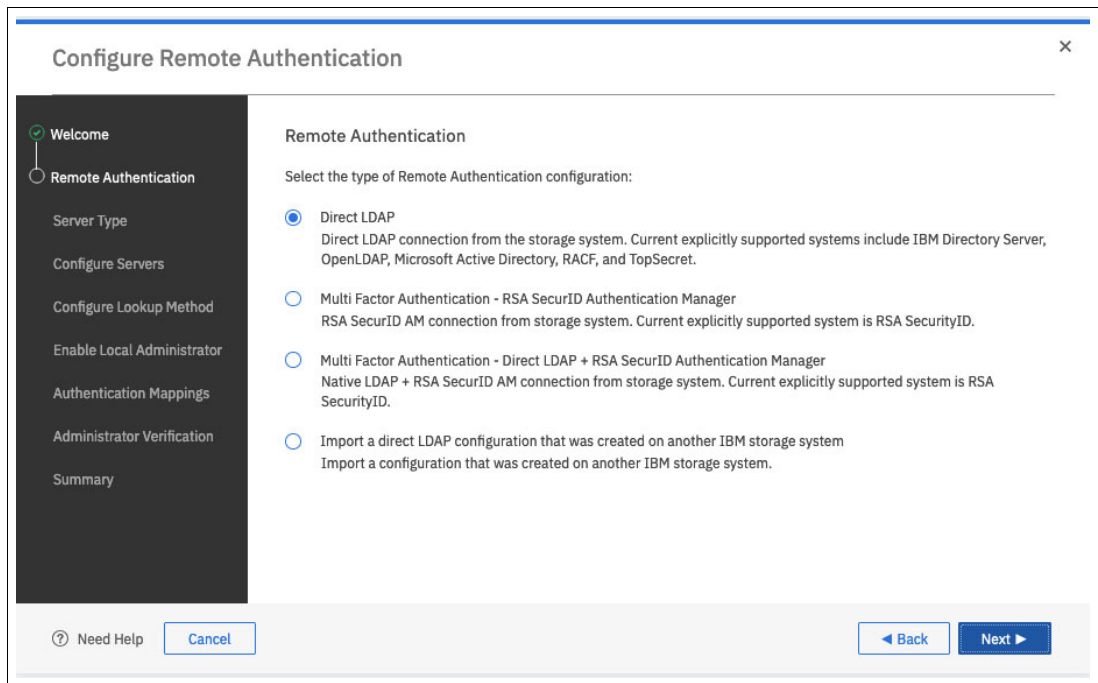 Configure Remote Authentication
Welcome
Remote Authentication
Server Type
Configure Servers
Configure Lookup Method
Enable Local Administrator
Authentication Mappings
Administrator Verification
Summary
Remote Authentication
Select the type of Remote Authentication configuration:
Direct LDAP
Direct LDAP connection from the storage system. Current explicitly supported systems include IBM Directory Server,
OpenLDAP, Microsoft Active Directory, RACF, and TopSecret.
Multi Factor Authentication - RSA SecurID Authentication Manager
RSA SecurID AM connection from storage system. Current explicitly supported system is RSA SecurityID.
Multi Factor Authentication - Direct LDAP + RSA SecurID Authentication Manager
Native LDAP + RSA SecurID AM connection from storage system. Current explicitly supported system is RSA
SecurityID.
Import a direct LDAP configuration that was created on another IBM storage system
Import a configuration that was created on another IBM storage system.
Need Help
Cancel
Back
Next